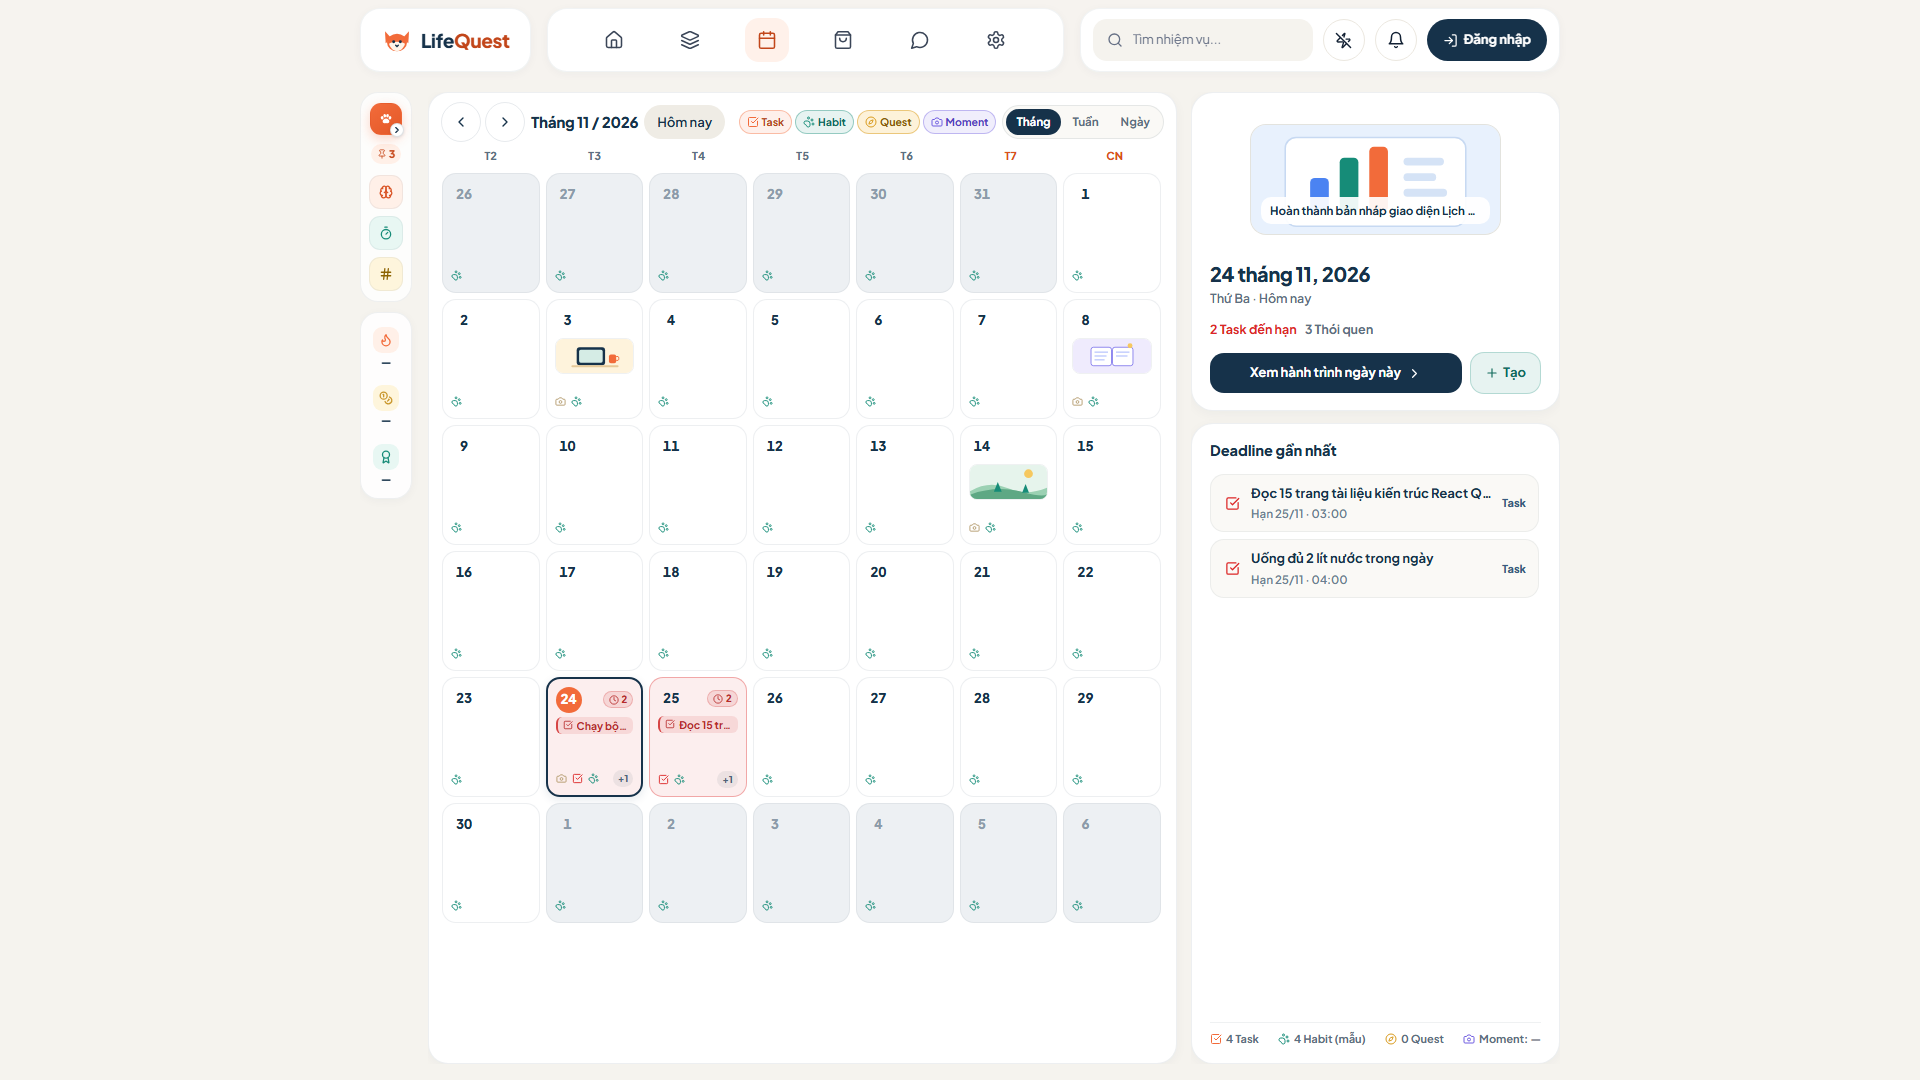 LifeQuest
Tìm nhiệm vụ...
Đăng nhập
3
Tháng 11 / 2026
Hôm nay
Task
Habit
Quest
Moment
Tháng
Tuần
Ngày
T2 T3 T4 T5 T6 T7 CN
26 27 28 29 30 31 1
2 3 4 5 6 7 8
9 10 11 12 13 14 15
16 17 18 19 20 21 22
23 24 2 25 2 26 27 28 29
Chạy bộ... Đọc 15 tr...
+1 +1
30 1 2 3 4 5 6
Hoàn thành bản nháp giao diện Lịch ...
24 tháng 11, 2026
Thứ Ba · Hôm nay
2 Task đến hạn 3 Thói quen
Xem hành trình ngày này
+ Tạo
Deadline gần nhất
Đọc 15 trang tài liệu kiến trúc React Q...
Hạn 25/11 · 03:00
Task
Uống đủ 2 lít nước trong ngày
Hạn 25/11 · 04:00
Task
4 Task
4 Habit (mẫu)
0 Quest
Moment: —